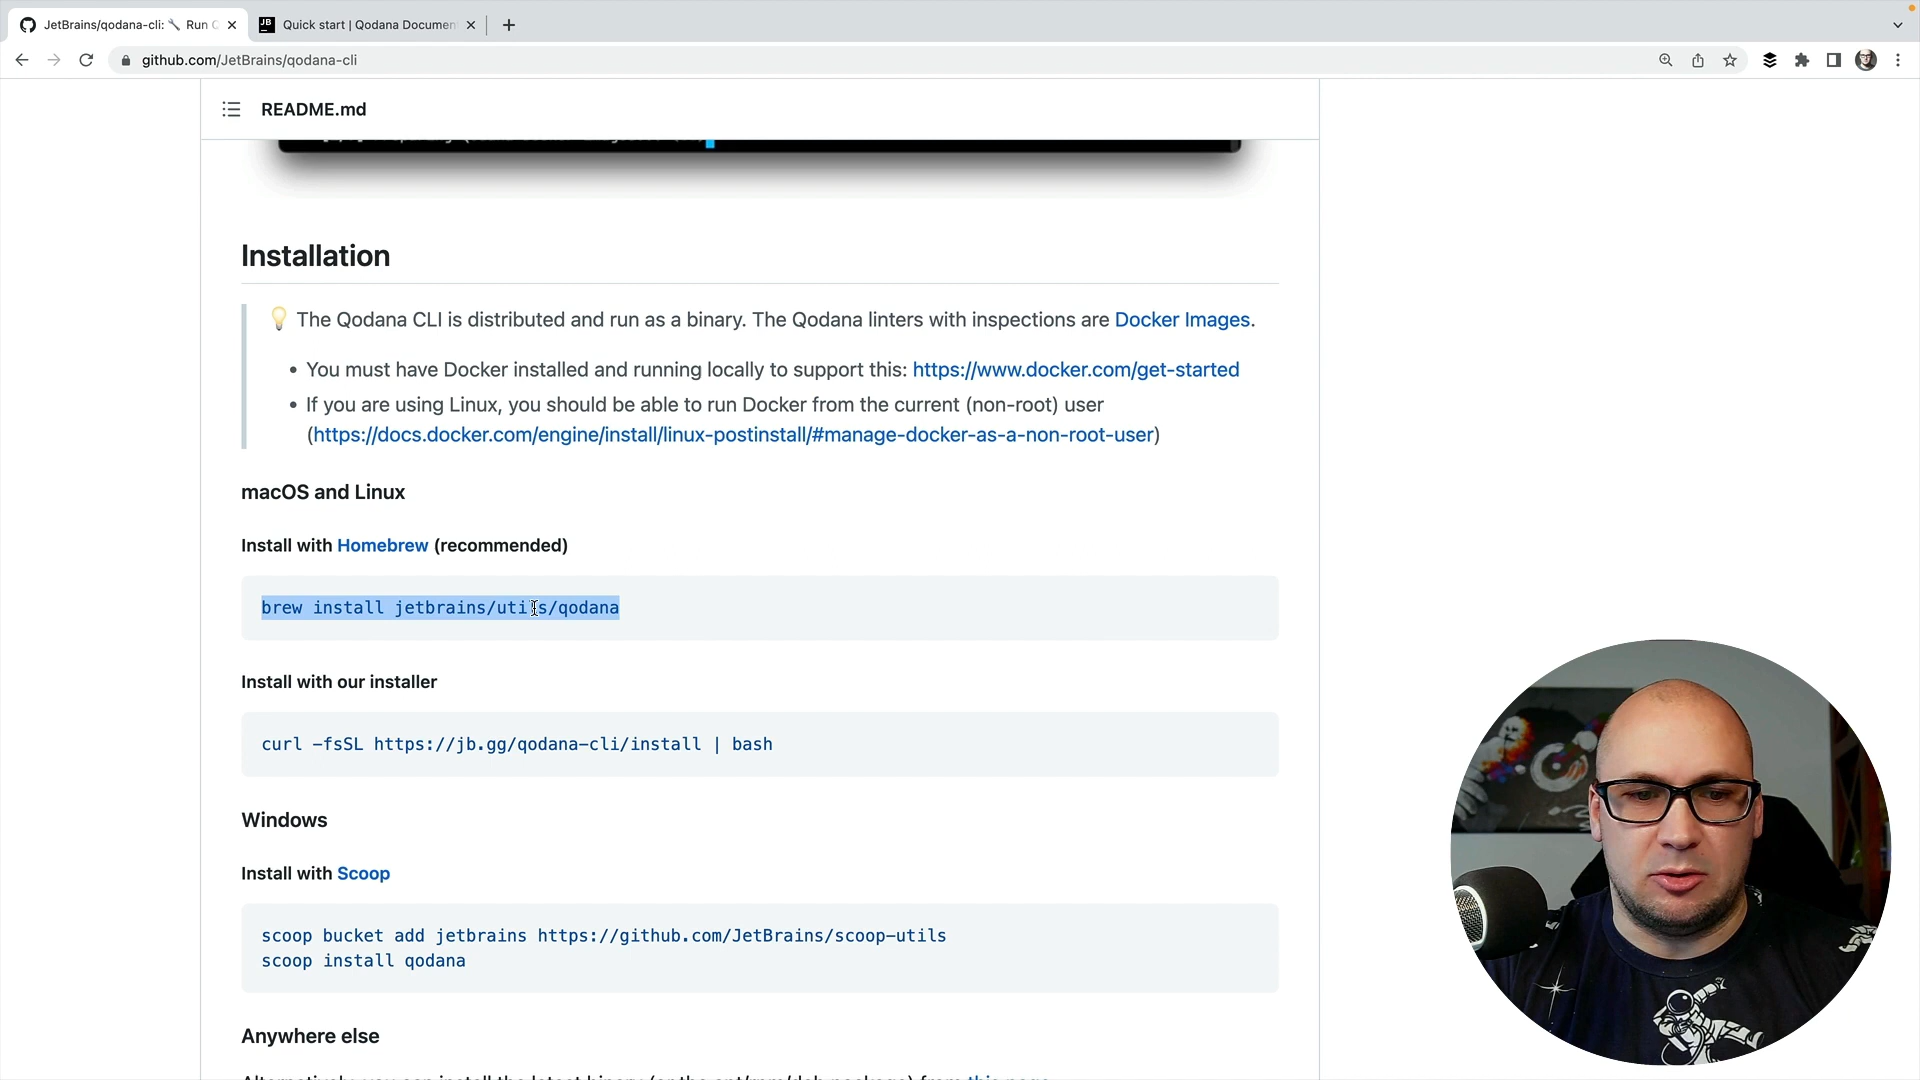 JetBrains/qodana-cli: 🔧 Run Q
Quick start | Qodana Documen
github.com/JetBrains/qodana-cli
README.md
Installation
💡 The Qodana CLI is distributed and run as a binary. The Qodana linters with inspections are Docker Images.
• You must have Docker installed and running locally to support this: https://www.docker.com/get-started
• If you are using Linux, you should be able to run Docker from the current (non-root) user
(https://docs.docker.com/engine/install/linux-postinstall/#manage-docker-as-a-non-root-user)
macOS and Linux
Install with Homebrew (recommended)
brew install jetbrains/utils/qodana
Install with our installer
curl -fsSL https://jb.gg/qodana-cli/install | bash
Windows
Install with Scoop
scoop bucket add jetbrains https://github.com/JetBrains/scoop-utils
scoop install qodana
Anywhere else